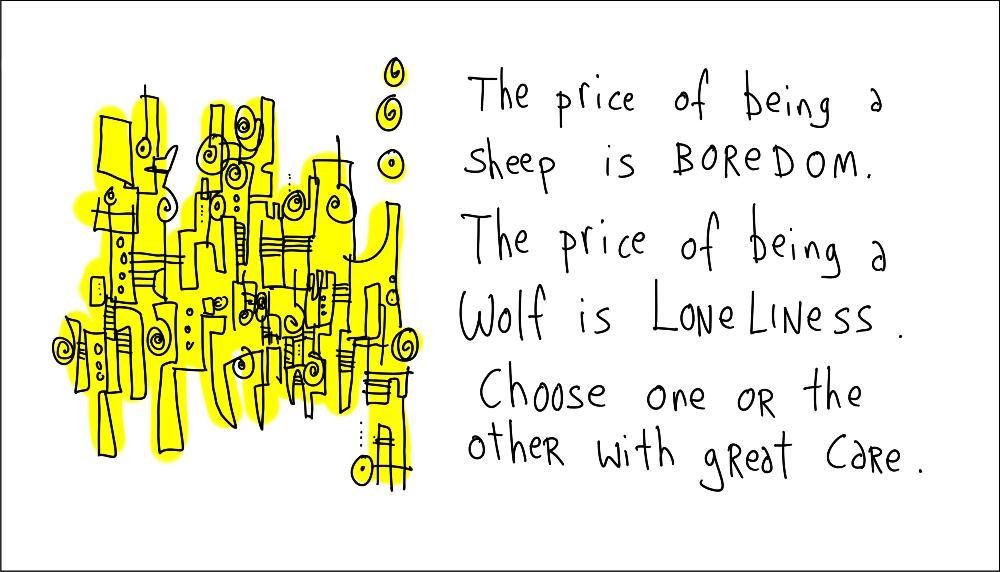 The price of being a
sheep is BOReDOM.
The price of being a
Wolf is LoNeLINess.
Choose one oR the
otheR with gReat CaRe.